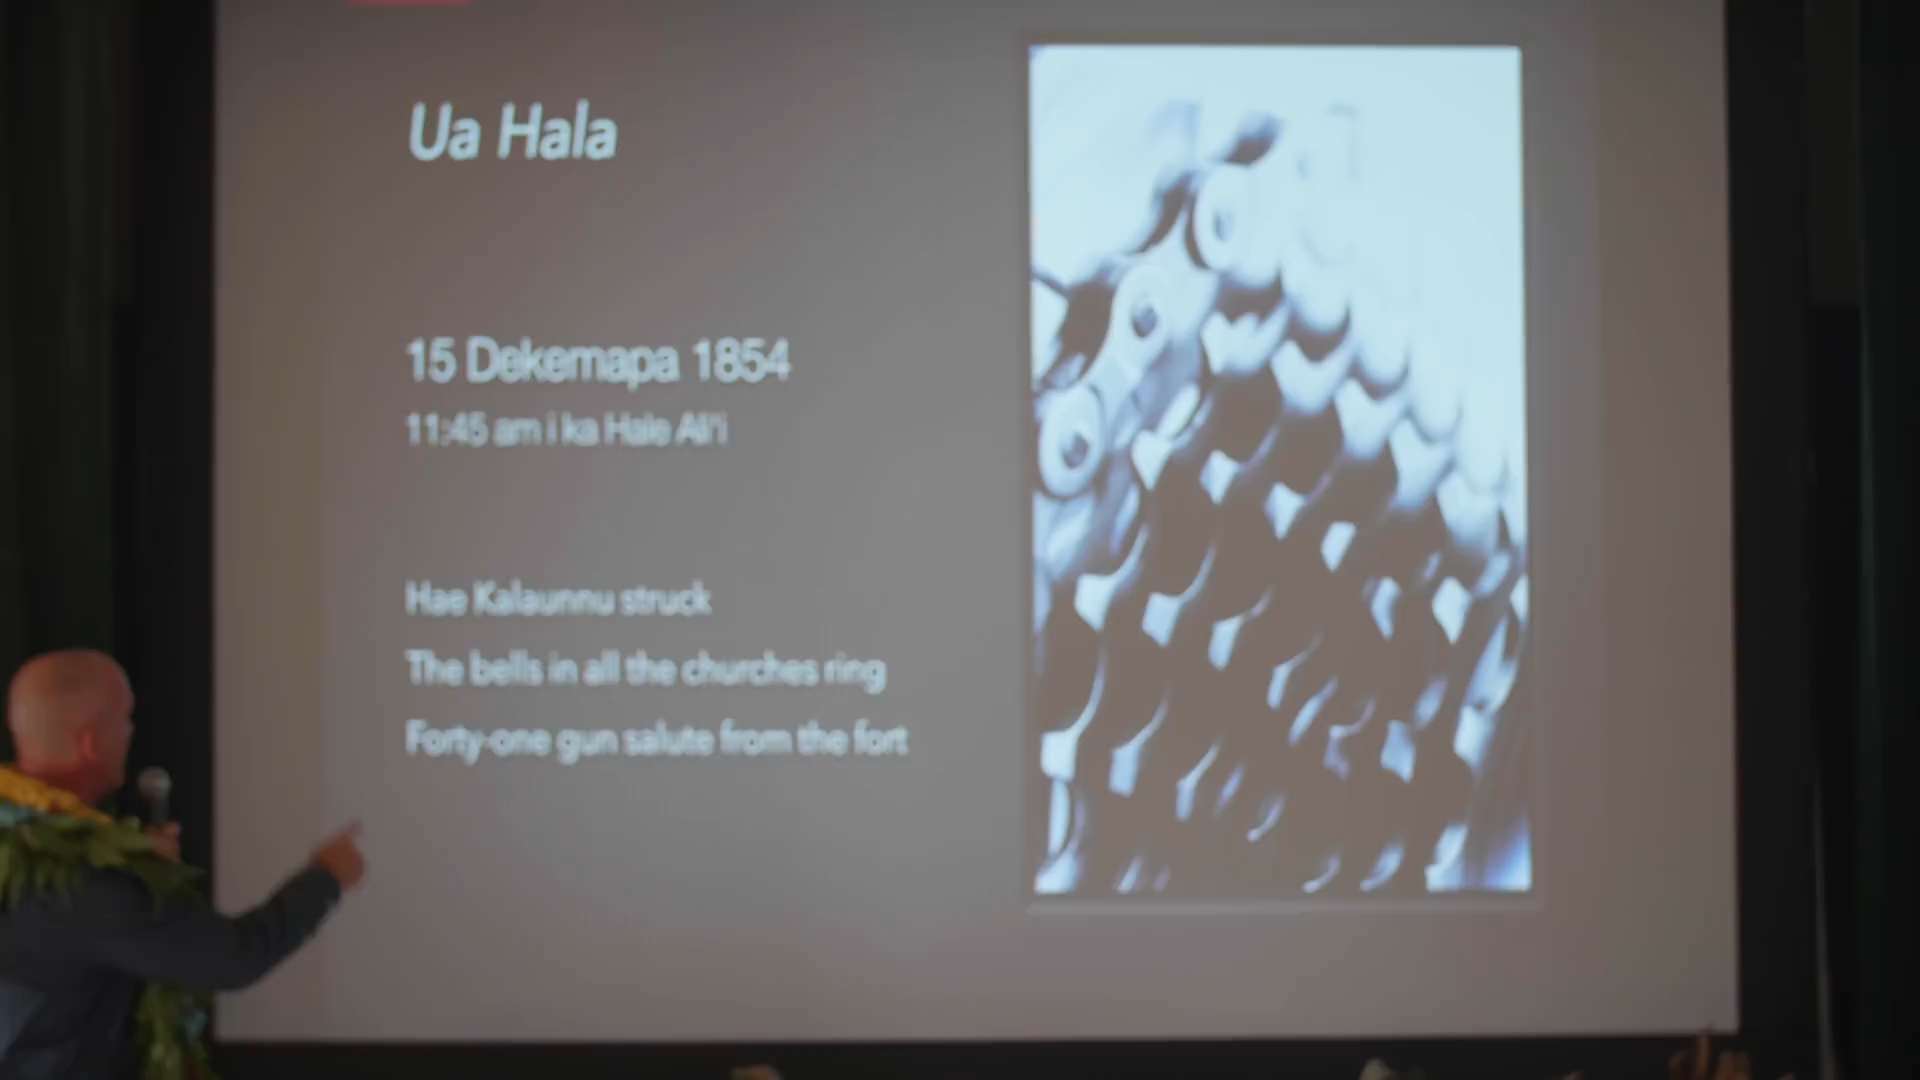 Ua Hala
15 Dekemapa 1854
11:45 am i ka Hale Ali'i
Hae Kalaunnu struck
The bells in all the churches ring
Forty-one gun salute from the fort